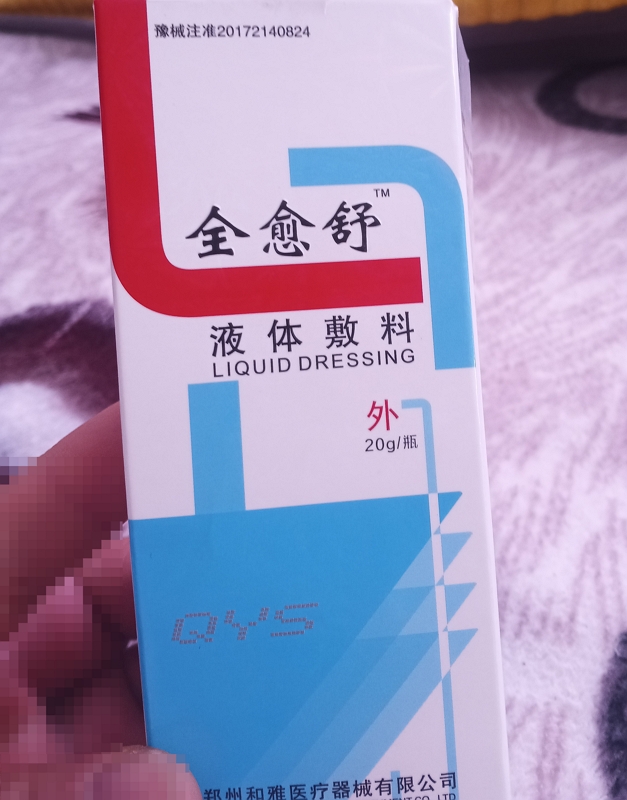 豫械注准20172140824
全愈舒™
液体敷料
LIQUID DRESSING
外
20g/瓶
QYS
郑州和雅医疗器械有限公司
CO., LTD